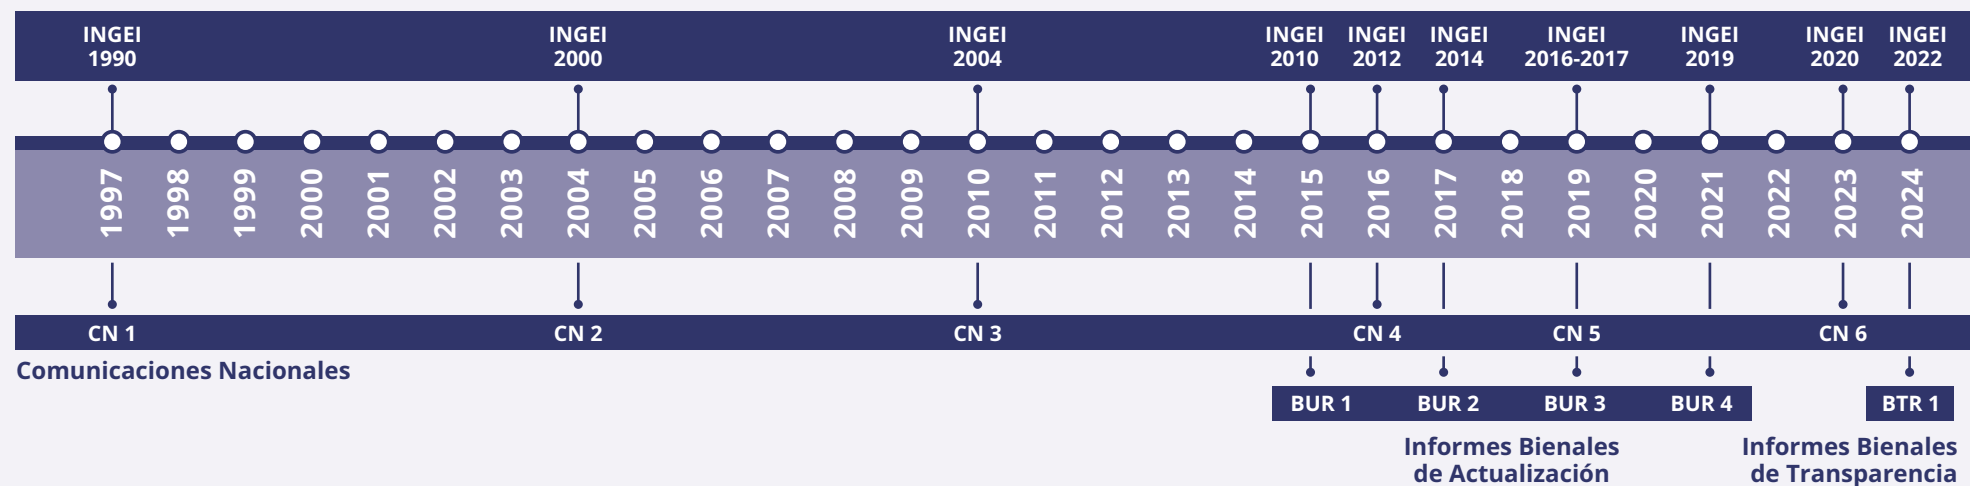 INGEI 1990
INGEI 2000
INGEI 2004
INGEI 2010
INGEI 2012
INGEI 2014
INGEI 2016-2017
INGEI 2019
INGEI 2020
INGEI 2022
1997
1998
1999
2000
2001
2002
2003
2004
2005
2006
2007
2008
2009
2010
2011
2012
2013
2014
2015
2016
2017
2018
2019
2020
2021
2022
2023
2024
CN 1
CN 2
CN 3
CN 4
CN 5
CN 6
Comunicaciones Nacionales
BUR 1
BUR 2
BUR 3
BUR 4
BTR 1
Informes Bienales
de Actualización
Informes Bienales
de Transparencia